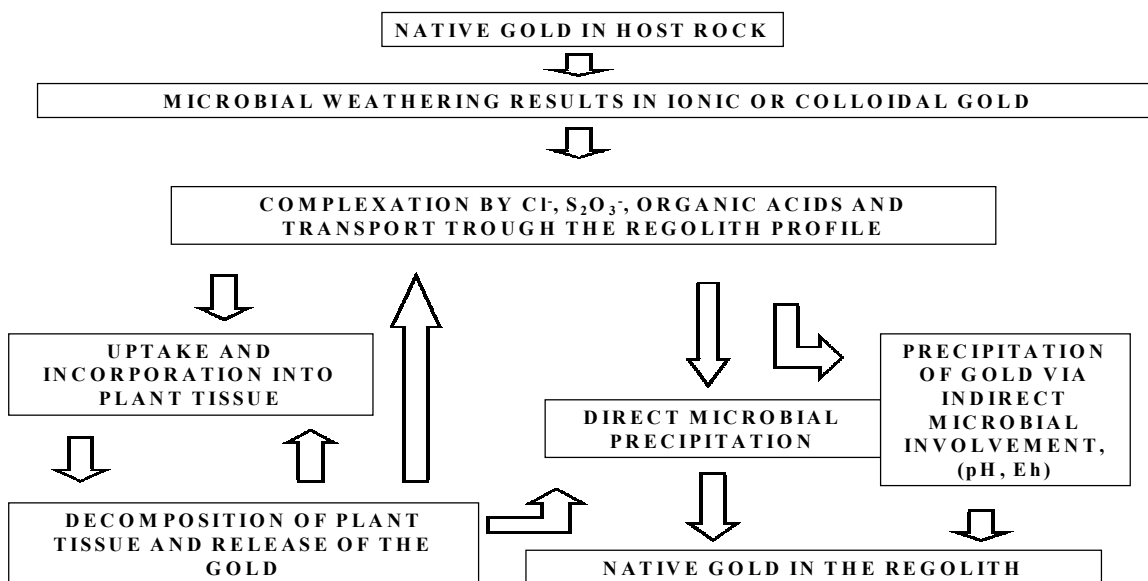 NATIVE GOLD IN HOST ROCK
MICROBIAL WEATHERING RESULTS IN IONIC OR COLLOIDAL GOLD
COMPLEXATION BY Cl⁻, S₂O₃⁻, ORGANIC ACIDS AND
TRANSPORT TROUGH THE REGOLITH PROFILE
UPTAKE AND
INCORPORATION INTO
PLANT TISSUE
DIRECT MICROBIAL
PRECIPITATION
PRECIPITATION
OF GOLD VIA
INDIRECT
MICROBIAL
INVOLVEMENT,
(pH, Eh)
DECOMPOSITION OF PLANT
TISSUE AND RELEASE OF THE
GOLD
NATIVE GOLD IN THE REGOLITH